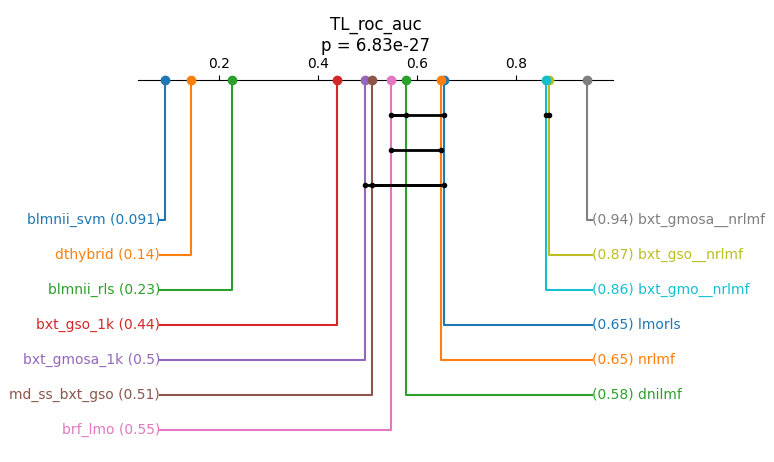 TL_roc_auc
p = 6.83e-27
0.2 0.4 0.6 0.8
blmnii_svm (0.091) (0.94) bxt_gmosa__nrlmf
dthybrid (0.14) (0.87) bxt_gso__nrlmf
blmnii_rls (0.23) (0.86) bxt_gmo__nrlmf
bxt_gso_1k (0.44) (0.65) lmorls
bxt_gmosa_1k (0.5) (0.65) nrlmf
md_ss_bxt_gso (0.51) (0.58) dnilmf
brf_lmo (0.55)